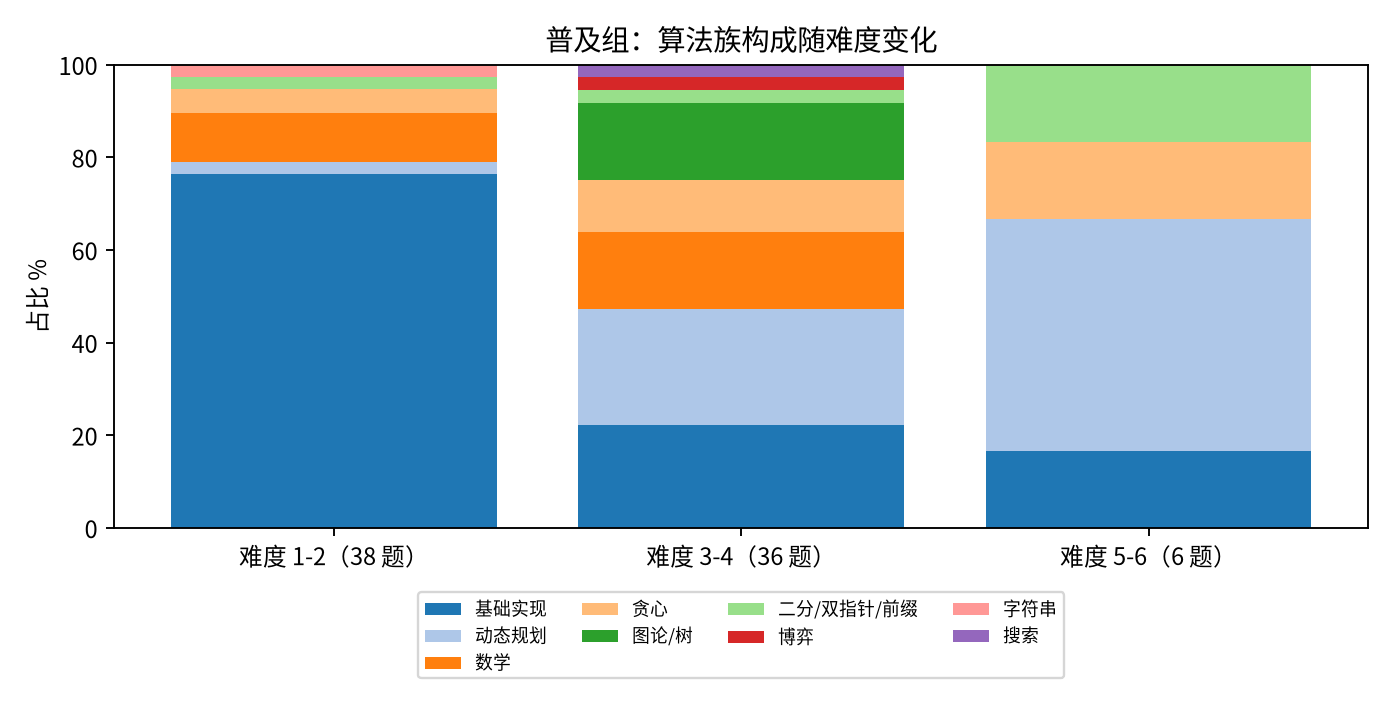 普及组：算法族构成随难度变化
占比 %
100
80
60
40
20
0
难度 1-2（38 题）
难度 3-4（36 题）
难度 5-6（6 题）
基础实现
动态规划
数学
贪心
图论/树
二分/双指针/前缀
博弈
字符串
搜索